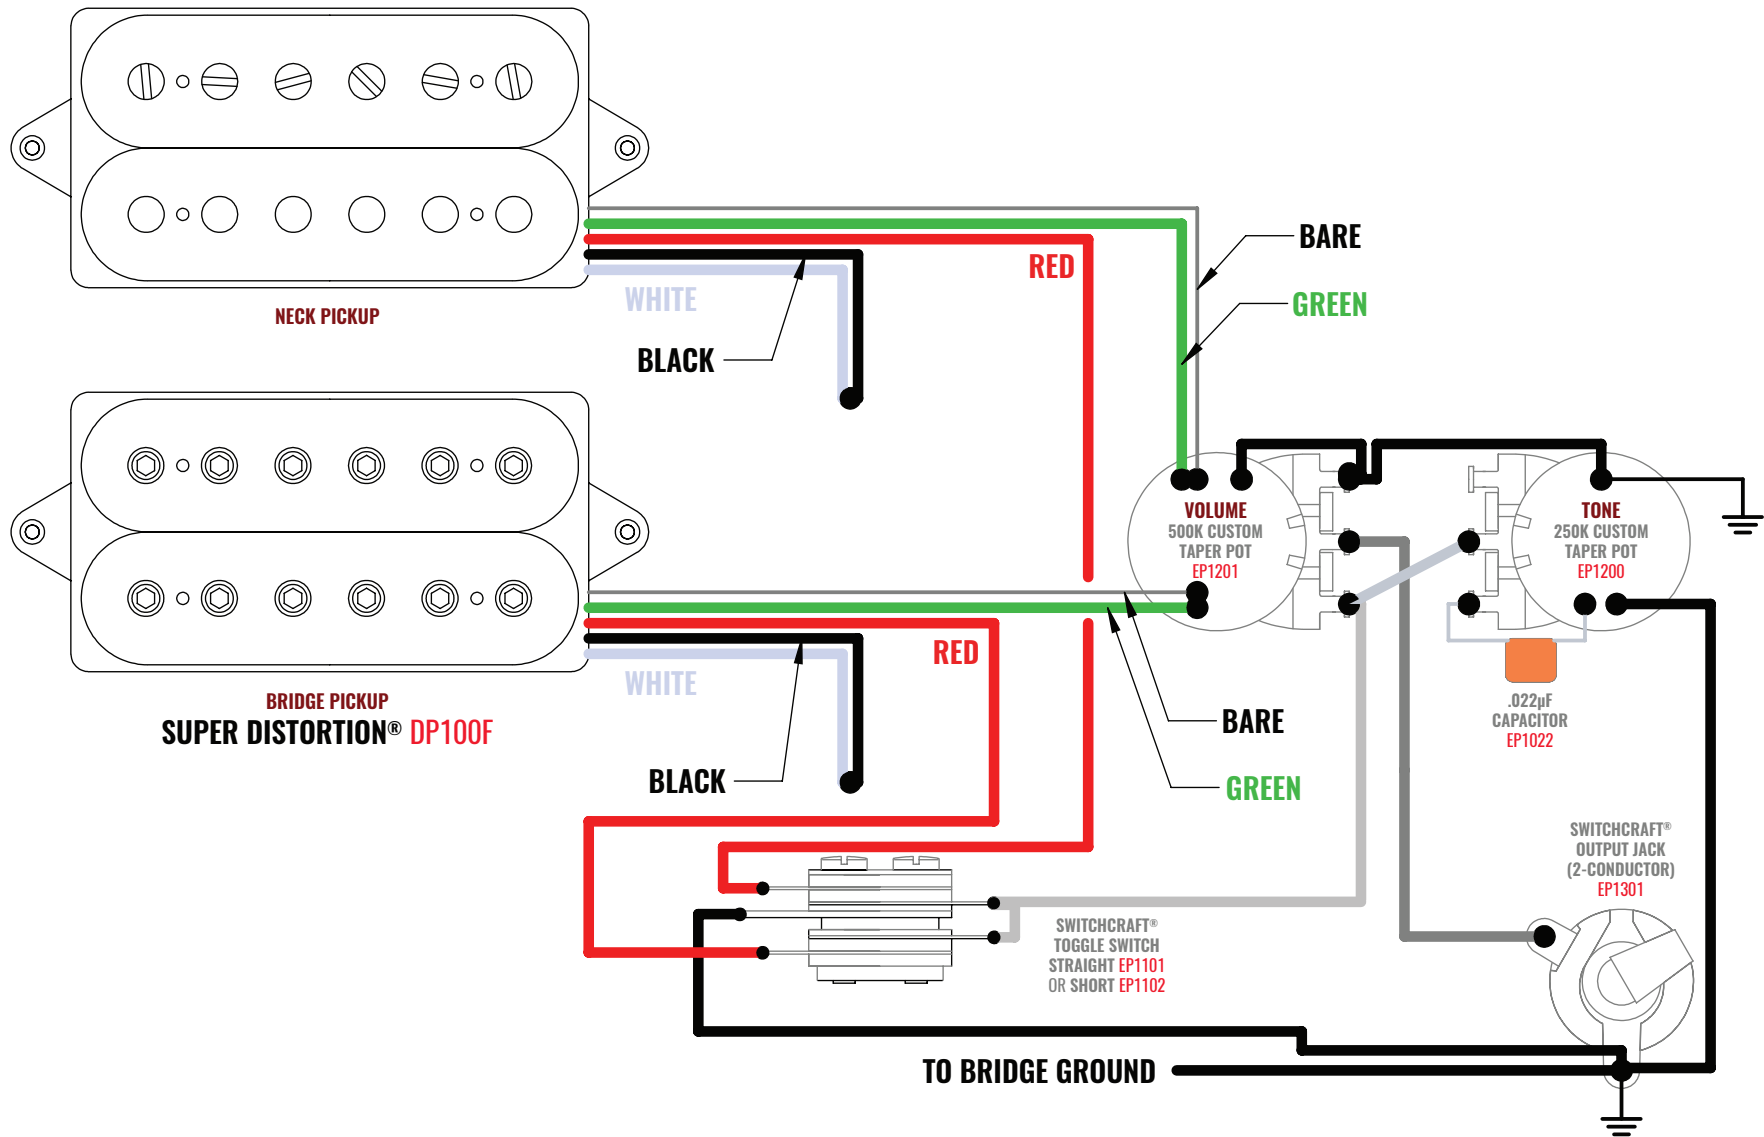 BARE
RED
WHITE
GREEN
NECK PICKUP
BLACK
VOLUME
500K CUSTOM
TAPER POT
EP1201
TONE
250K CUSTOM
TAPER POT
EP1200
RED
WHITE
BRIDGE PICKUP
SUPER DISTORTION® DP100F
BARE
.022µF
CAPACITOR
EP1022
BLACK
GREEN
SWITCHCRAFT®
OUTPUT JACK
(2-CONDUCTOR)
EP1301
SWITCHCRAFT®
TOGGLE SWITCH
STRAIGHT EP1101
OR SHORT EP1102
TO BRIDGE GROUND